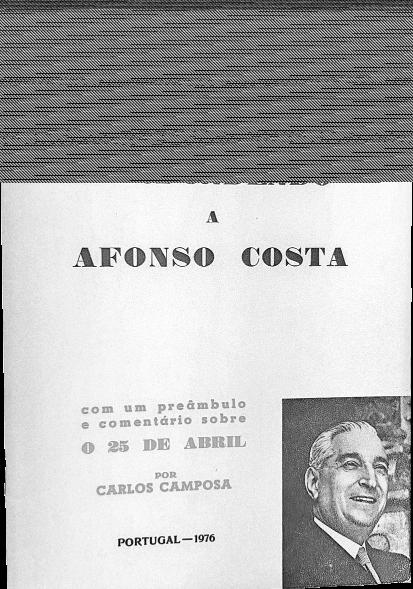 A
AFONSO COSTA
com um preâmbulo
e comentário sobre
O 25 DE ABRIL
POR
CARLOS CAMPOSA
PORTUGAL — 1976